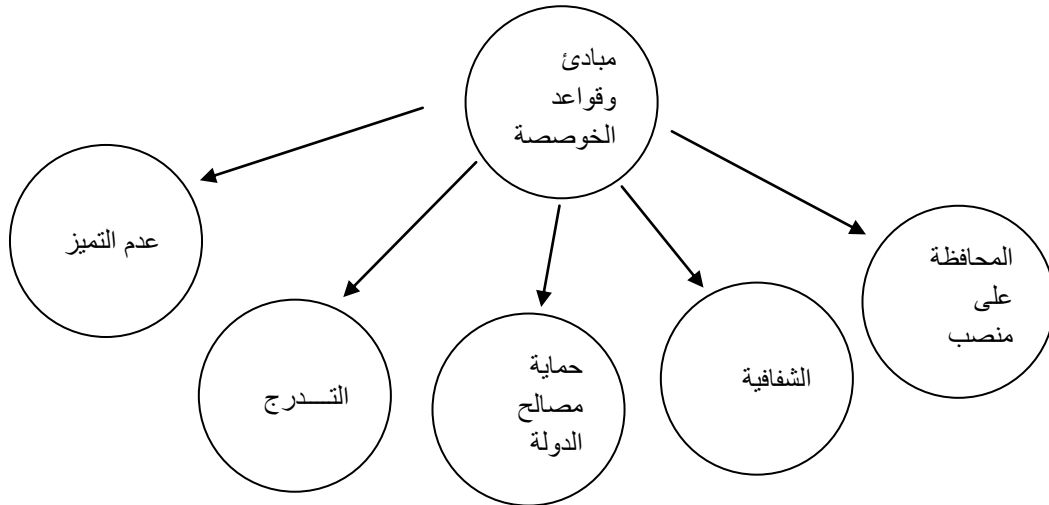 مبادئ
وقواعد
الخوصصة
المحافظة
على
منصب
الشفافية
حماية
مصالح
الدولة
التـــدرج
عدم التميز